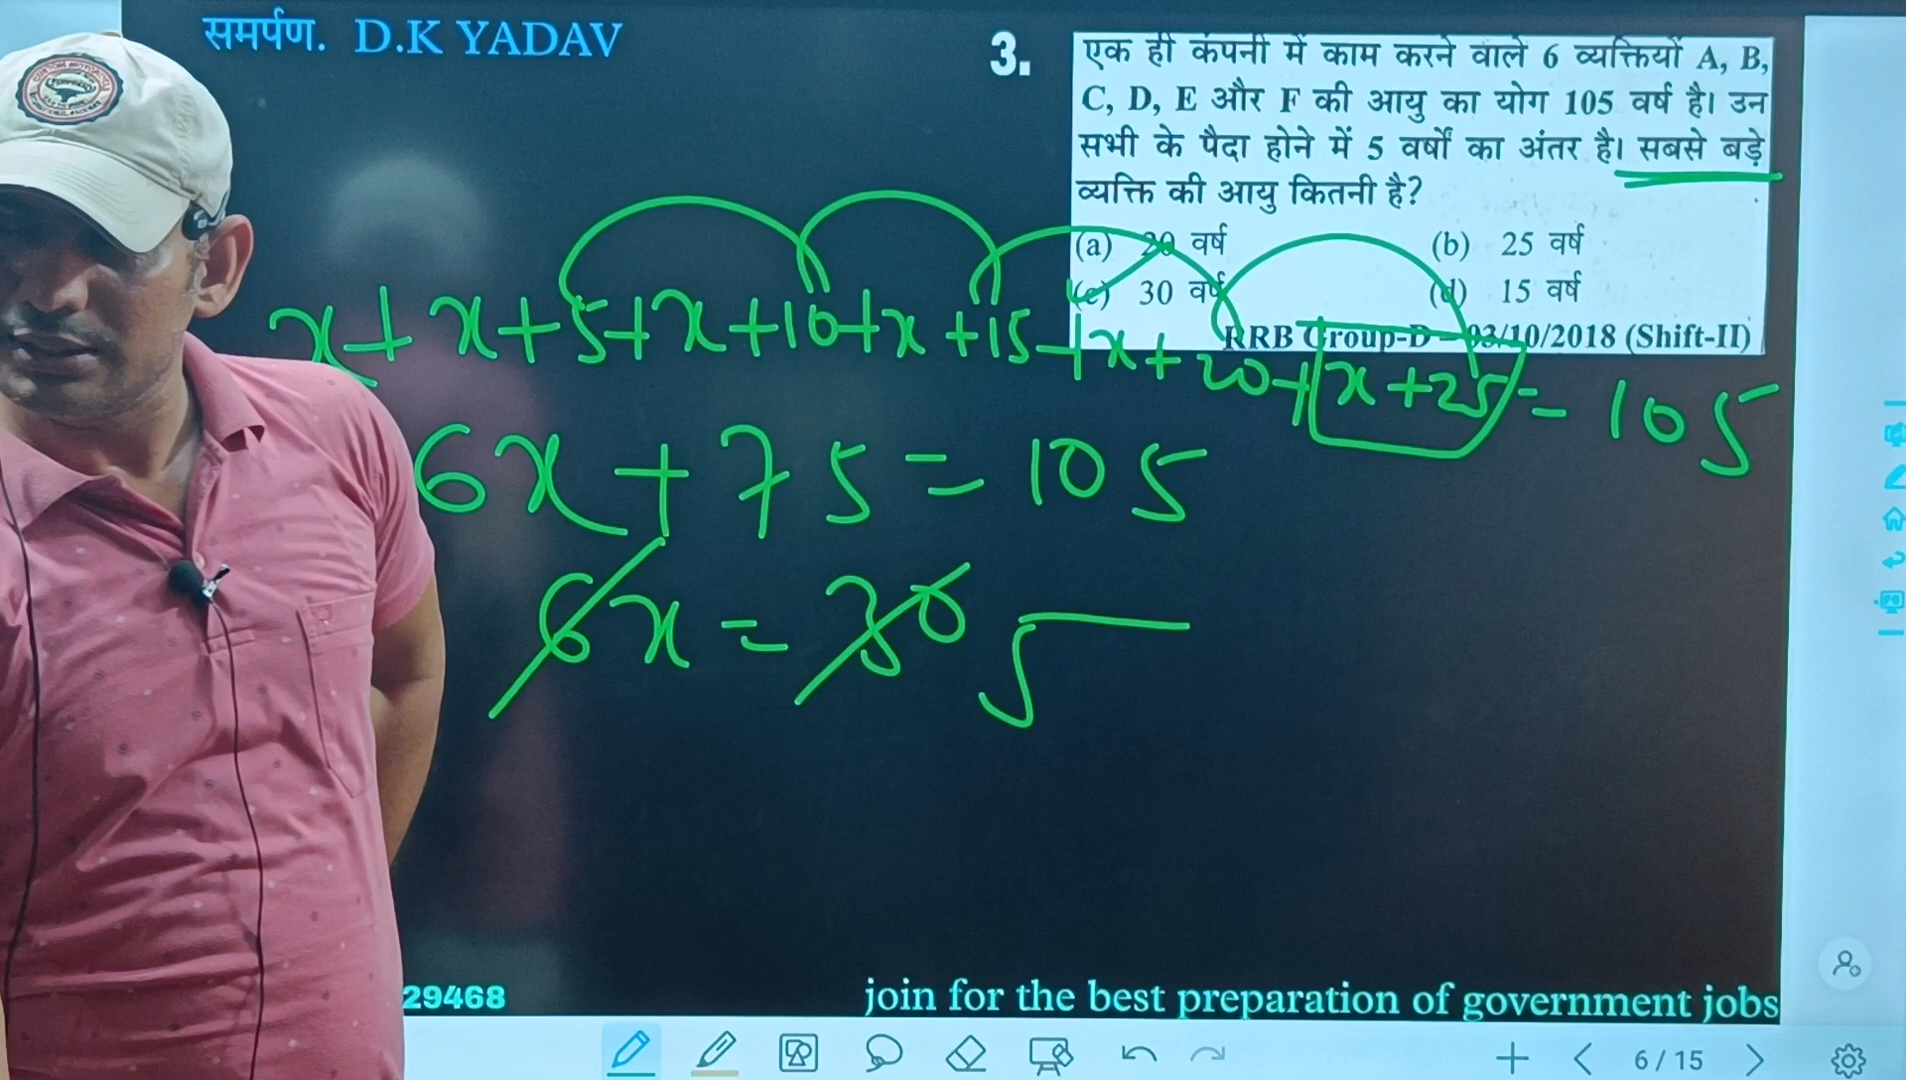 समर्पण. D.K YADAV
3.
एक ही कंपनी में काम करने वाले 6 व्यक्तियों A, B,
C, D, E और F की आयु का योग 105 वर्ष है। उन
सभी के पैदा होने में 5 वर्षों का अंतर है। सबसे बड़े
व्यक्ति की आयु कितनी है?
(a) 20 वर्ष (b) 25 वर्ष
(c) 30 वर्ष (d) 15 वर्ष
RRB Group-D - 03/10/2018 (Shift-II)
x+x+5+x+10+x+15+x+20+x+25=105
6x+75=105
6x=30 5
29468
join for the best preparation of government jobs
6/15